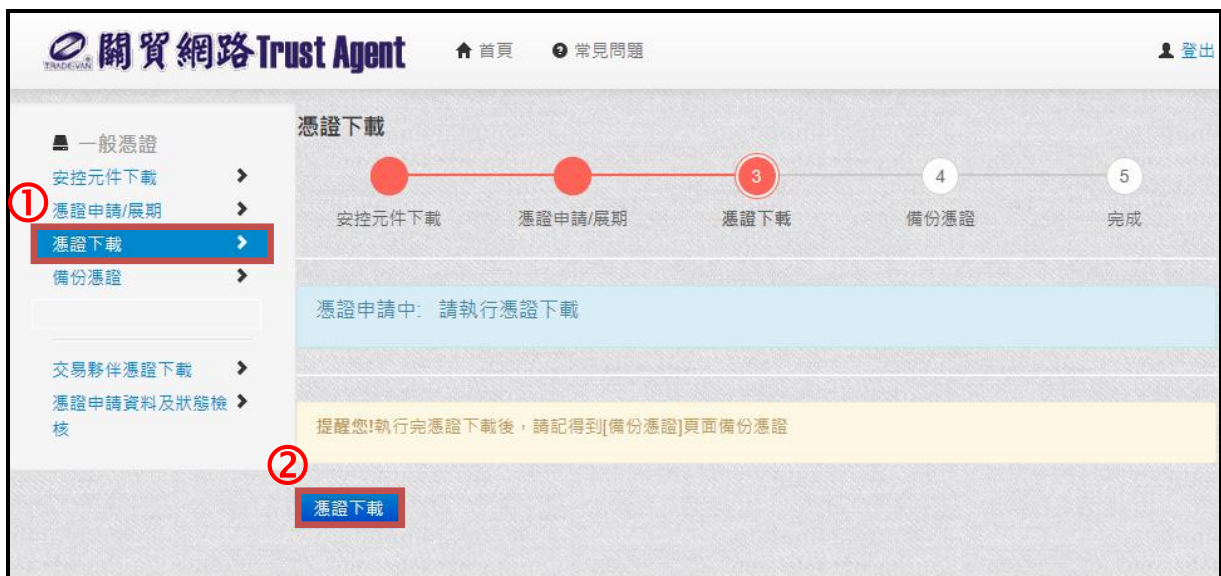 TRADE-VAN 關貿網路 Trust Agent 首頁 常見問題 登出
一般憑證
安控元件下載
①
憑證申請/展期
憑證下載
備份憑證
交易夥伴憑證下載
憑證申請資料及狀態檢
核
憑證下載
3 4 5
安控元件下載 憑證申請/展期 憑證下載 備份憑證 完成
憑證申請中: 請執行憑證下載
提醒您!執行完憑證下載後，請記得到[備份憑證]頁面備份憑證
②
憑證下載